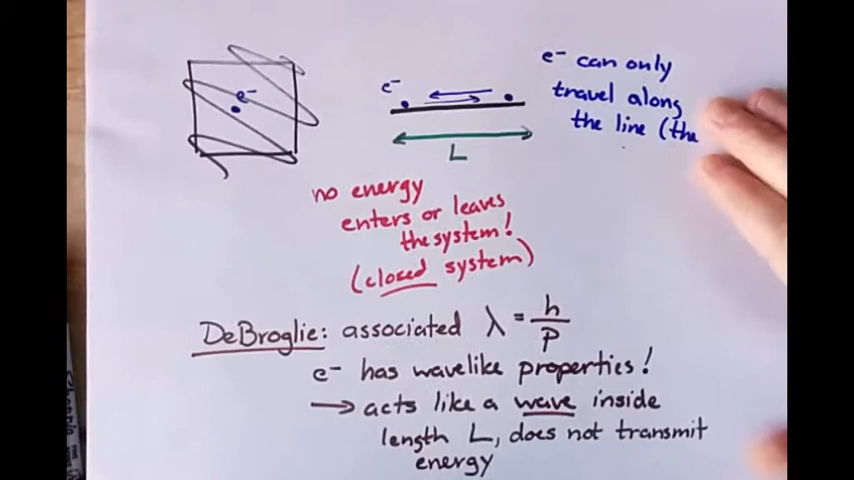 e⁻
e⁻
L
e⁻ can only
travel along
the line (the
no energy
enters or leaves
the system!
(closed system)
DeBroglie: associated λ = h/p
e⁻ has wavelike properties!
→ acts like a wave inside
length L, does not transmit
energy
Sharpie